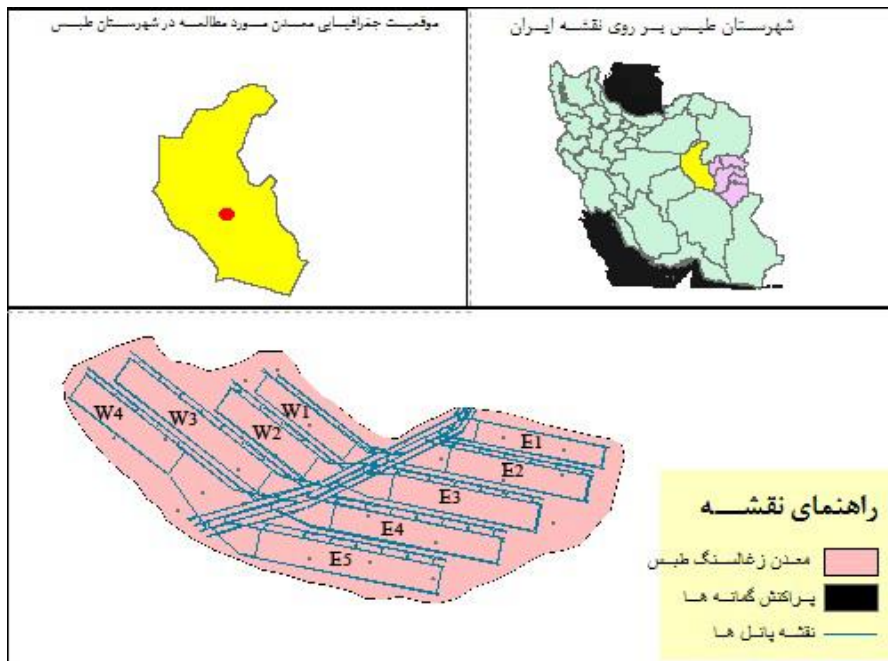 شهرستان طبس بر روی نقشه ایران
موقعیت جغرافیایی معدن مورد مطالعه در شهرستان طبس
W4
W3
W1
W2
E1
E2
E3
E4
E5
راهنمای نقشه
معدن زغالسنگ طبس
پراکنش گمانه ها
نقشه پانل ها